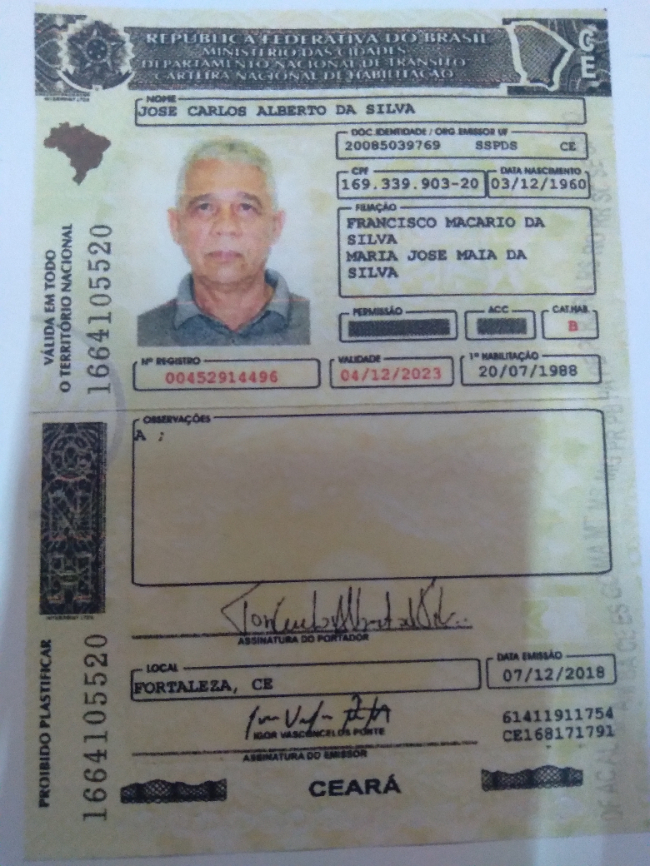 REPÚBLICA FEDERATIVA DO BRASIL
MINISTÉRIO DAS CIDADES
DEPARTAMENTO NACIONAL DE TRÂNSITO
CARTEIRA NACIONAL DE HABILITAÇÃO
CE
NOME
JOSE CARLOS ALBERTO DA SILVA
DOC. IDENTIDADE / ORG. EMISSOR UF
20085039769 SSPDS CE
CPF
169.339.903-20
DATA NASCIMENTO
03/12/1960
FILIAÇÃO
FRANCISCO MACARIO DA
SILVA
MARIA JOSE MAIA DA
SILVA
PERMISSÃO
ACC
CAT. HAB.
B
Nº REGISTRO
00452914496
VALIDADE
04/12/2023
1ª HABILITAÇÃO
20/07/1988
VÁLIDA EM TODO
O TERRITÓRIO NACIONAL
1664105520
OBSERVAÇÕES
A ;
ASSINATURA DO PORTADOR
LOCAL
FORTALEZA, CE
DATA EMISSÃO
07/12/2018
IGOR VASCONCELOS PONTE
ASSINATURA DO EMISSOR
61411911754
CE168171791
PROIBIDO PLASTIFICAR
1664105520
CEARÁ